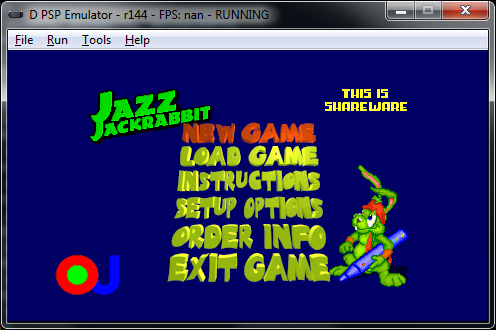 D PSP Emulator - r144 - FPS: nan - RUNNING
File Run Tools Help
JAZZ
JACKRABBIT
THIS IS
SHAREWARE
NEW GAME
LOAD GAME
INSTRUCTIONS
SETUP OPTIONS
ORDER INFO
EXIT GAME
OJ